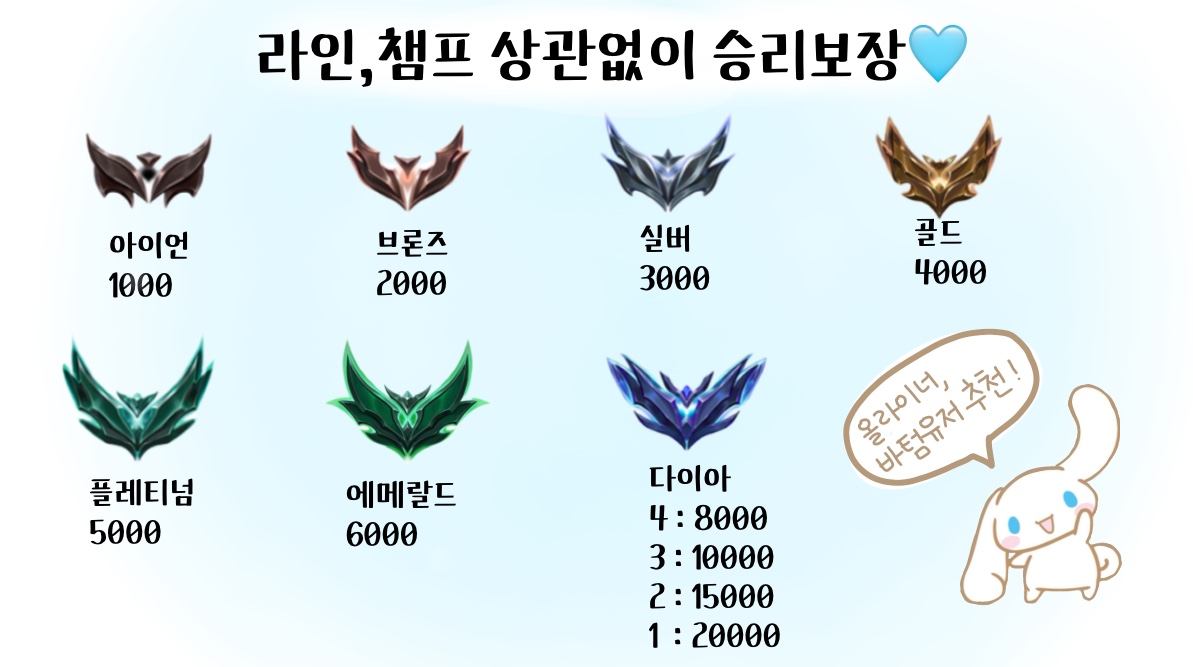 라인,챔프 상관없이 승리보장🩵
아이언
1000
브론즈
2000
실버
3000
골드
4000
플레티넘
5000
에메랄드
6000
다이아
4 : 8000
3 : 10000
2 : 15000
1 : 20000
올라이너,
바텀유저 추천!